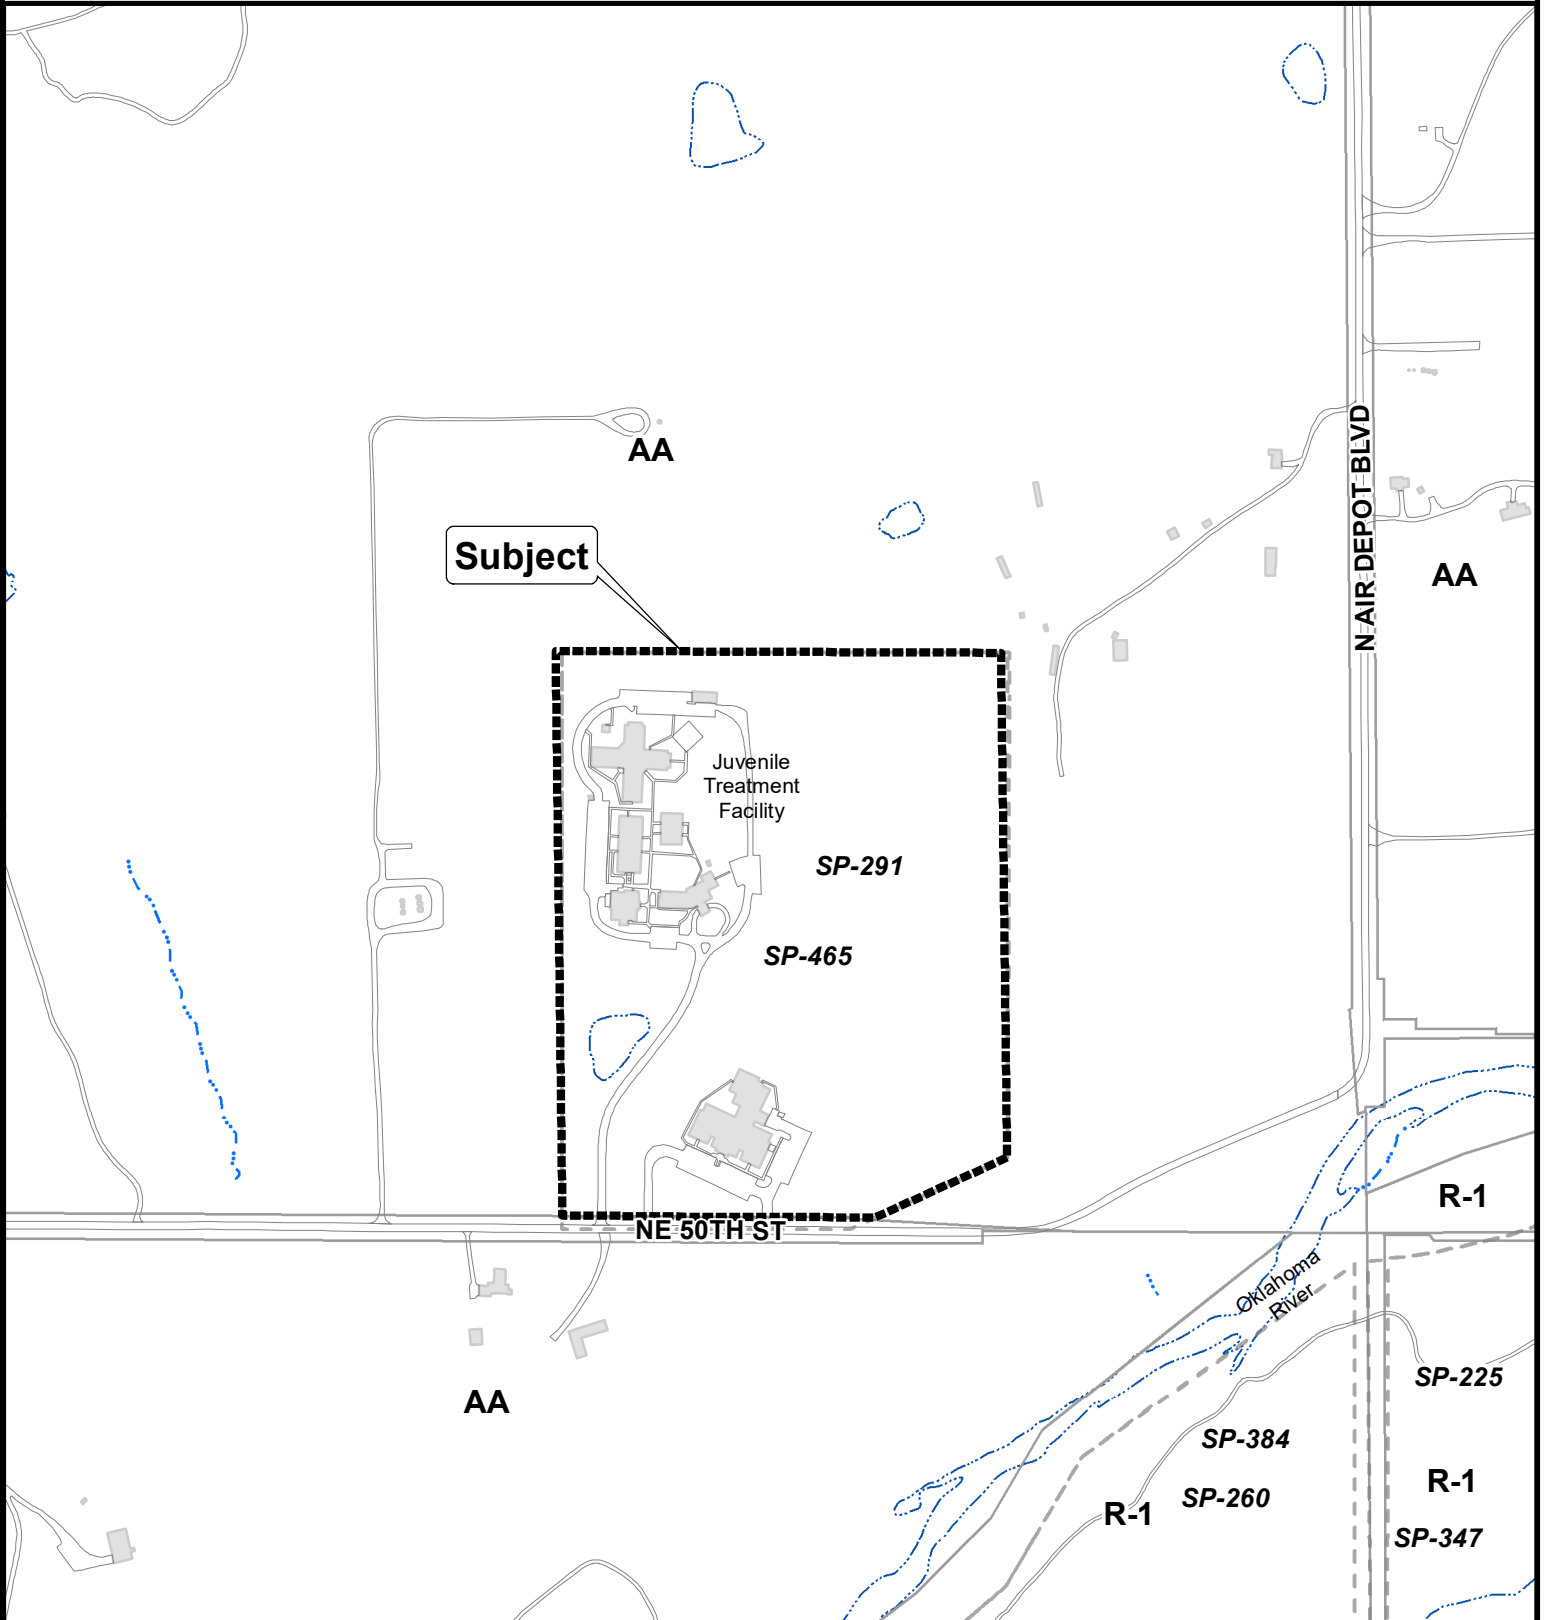 AA
Subject
N AIR DEPOT BLVD
AA
Juvenile
Treatment
Facility
SP-291
SP-465
R-1
NE 50TH ST
Oklahoma
River
SP-225
AA
SP-384
R-1
SP-260
R-1
SP-347